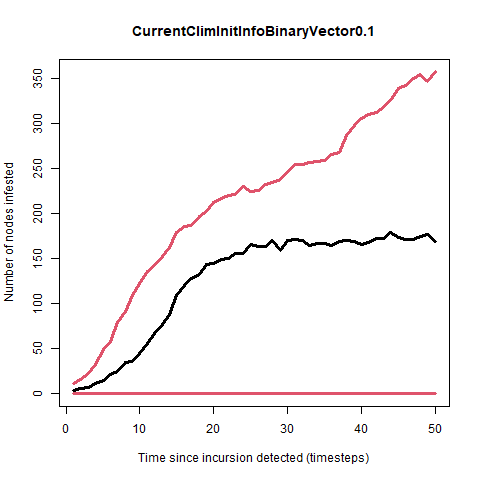 CurrentClimInitInfoBinaryVector0.1
Number of nodes infested
350
300
250
200
150
100
50
0
0 10 20 30 40 50
Time since incursion detected (timesteps)